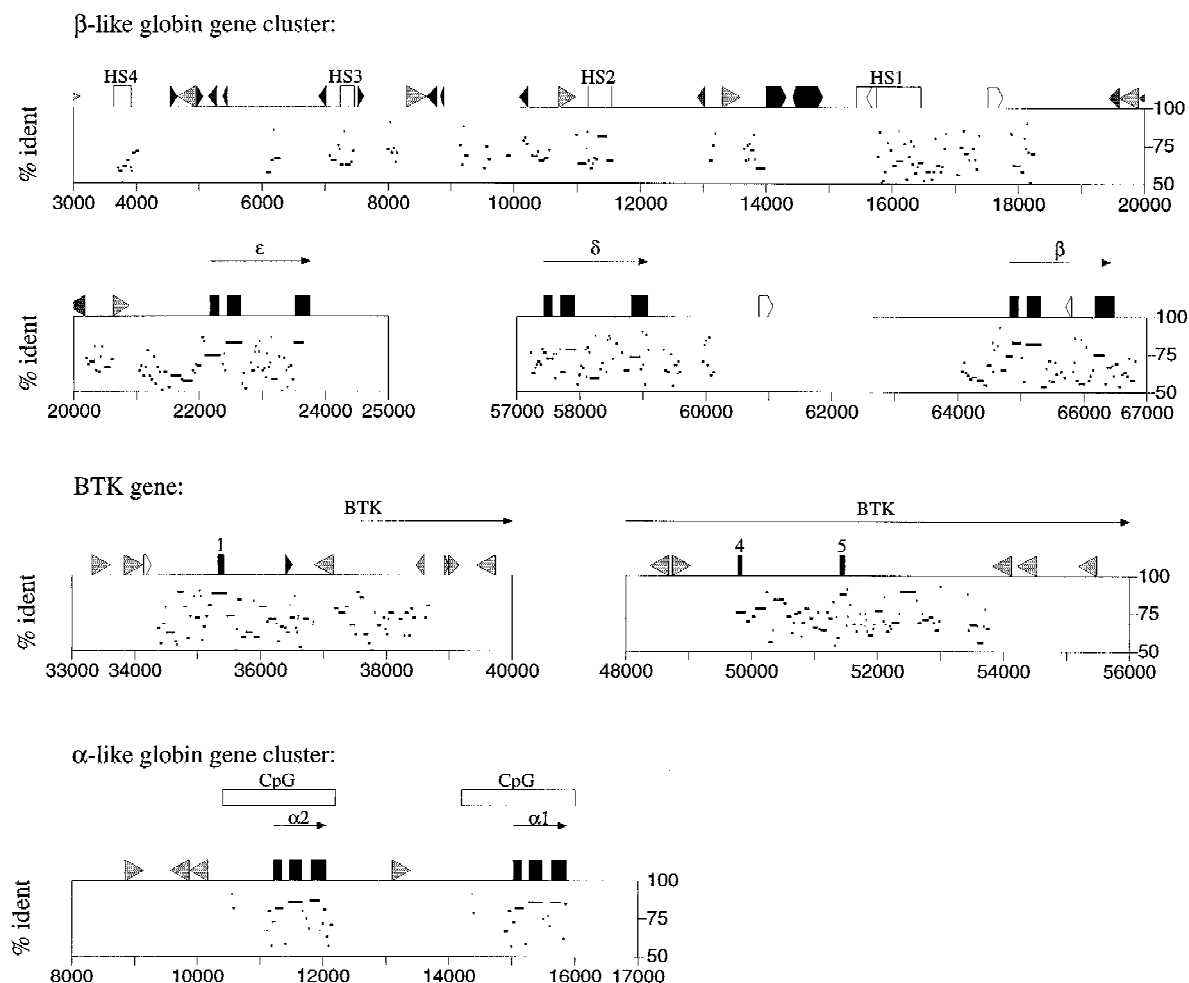 β-like globin gene cluster:
HS4 HS3 HS2 HS1
% ident
100
75
50
3000 4000 6000 8000 10000 12000 14000 16000 18000 20000
ε δ β
% ident
100
75
50
20000 22000 24000 25000 57000 58000 60000 62000 64000 66000 67000
BTK gene:
BTK BTK
1 4 5
% ident
100
75
50
33000 34000 36000 38000 40000 48000 50000 52000 54000 56000
α-like globin gene cluster:
CpG CpG
α2 α1
% ident
100
75
50
8000 10000 12000 14000 16000 17000